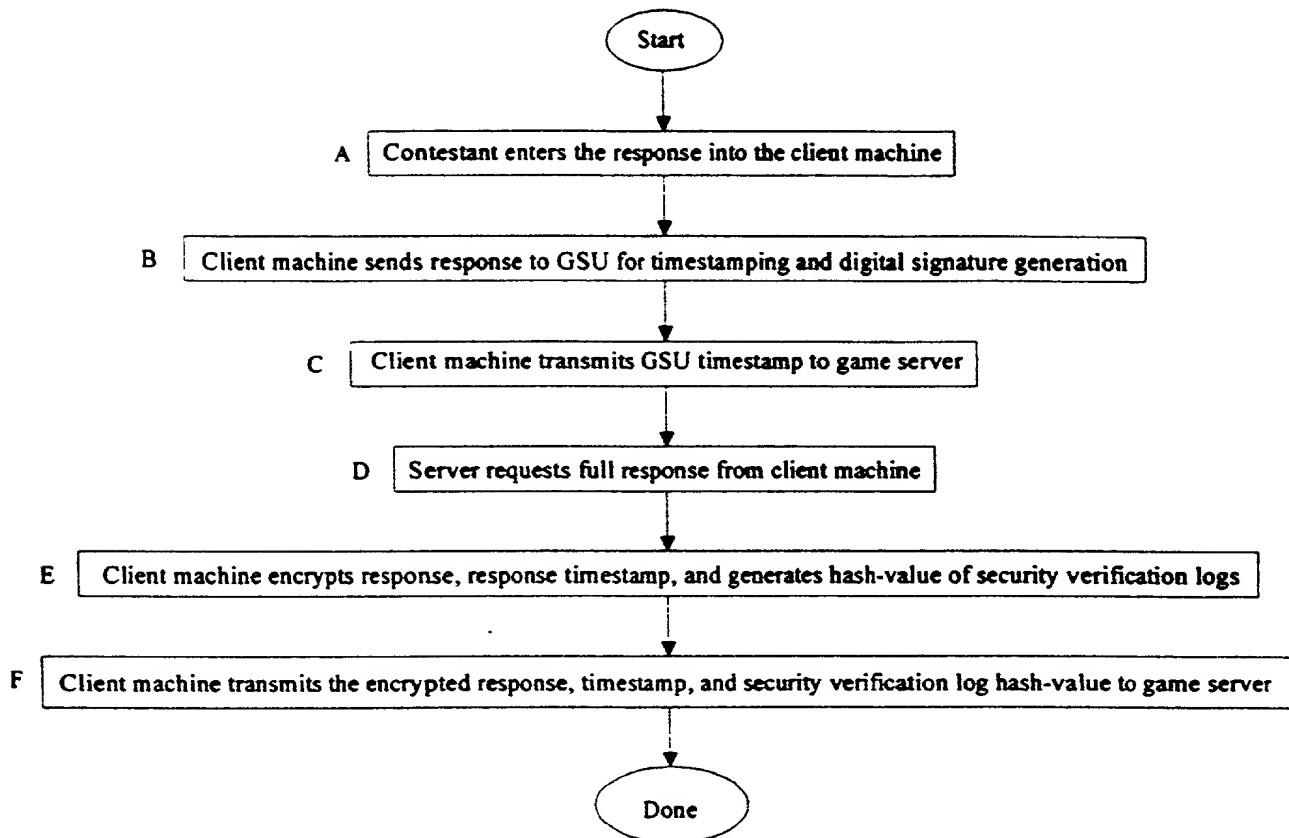 Start
A Contestant enters the response into the client machine
B Client machine sends response to GSU for timestamping and digital signature generation
C Client machine transmits GSU timestamp to game server
D Server requests full response from client machine
E Client machine encrypts response, response timestamp, and generates hash-value of security verification logs
F Client machine transmits the encrypted response, timestamp, and security verification log hash-value to game server
Done